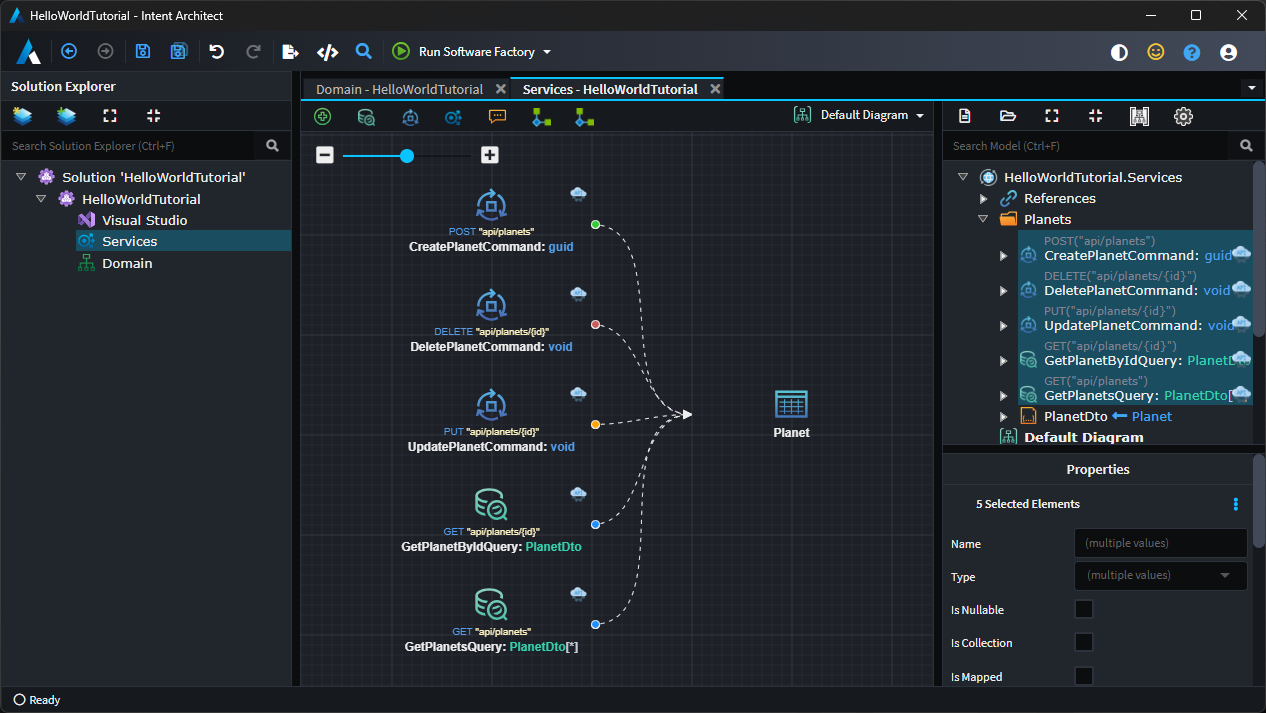 HelloWorldTutorial - Intent Architect
Run Software Factory
Solution Explorer
Search Solution Explorer (Ctrl+F)
Solution 'HelloWorldTutorial'
HelloWorldTutorial
Visual Studio
Services
Domain
Domain - HelloWorldTutorial
Services - HelloWorldTutorial
Default Diagram
POST "api/planets"
CreatePlanetCommand: guid
DELETE "api/planets/{id}"
DeletePlanetCommand: void
PUT "api/planets/{id}"
UpdatePlanetCommand: void
GET "api/planets/{id}"
GetPlanetByIdQuery: PlanetDto
GET "api/planets"
GetPlanetsQuery: PlanetDto[*]
Planet
Search Model (Ctrl+F)
HelloWorldTutorial.Services
References
Planets
POST("api/planets")
CreatePlanetCommand: guid
DELETE("api/planets/{id}")
DeletePlanetCommand: void
PUT("api/planets/{id}")
UpdatePlanetCommand: void
GET("api/planets/{id}")
GetPlanetByIdQuery: PlanetDto
GET("api/planets")
GetPlanetsQuery: PlanetDto[
PlanetDto Planet
Default Diagram
Properties
5 Selected Elements
Name (multiple values)
Type (multiple values)
Is Nullable
Is Collection
Is Mapped
Ready